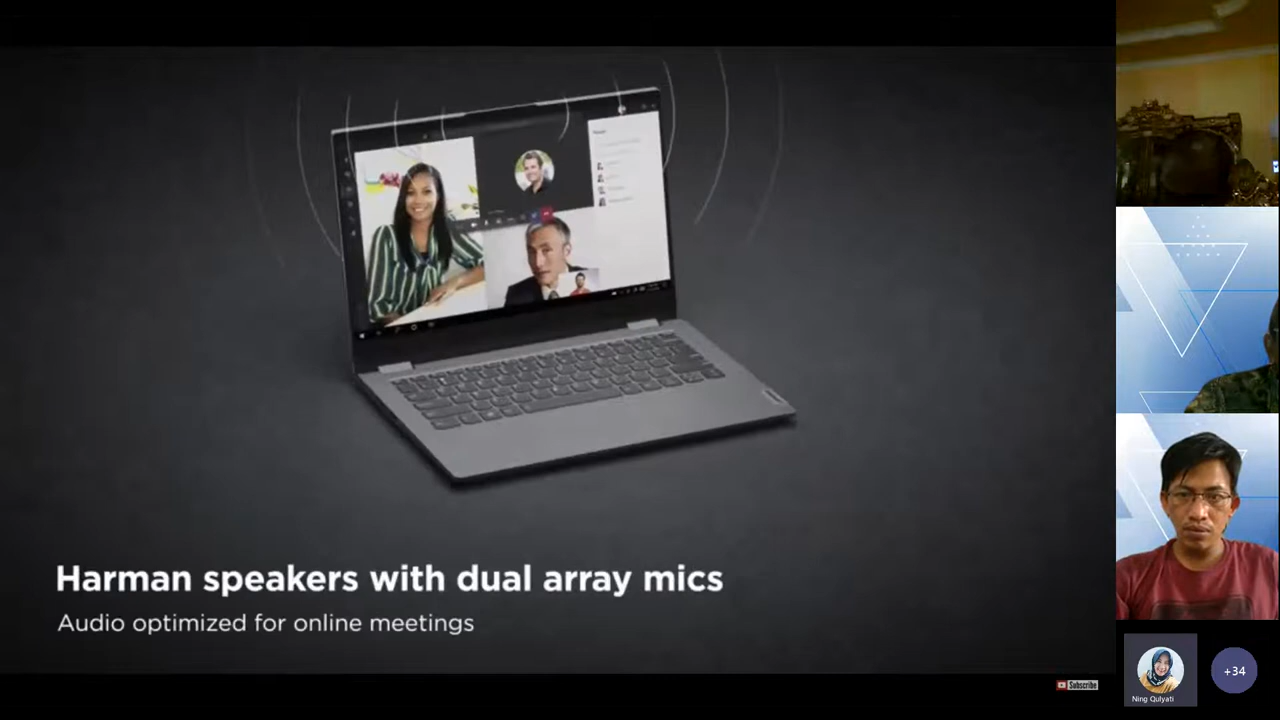 Harman speakers with dual array mics
Audio optimized for online meetings
Subscribe
Ning Qulyati
+34